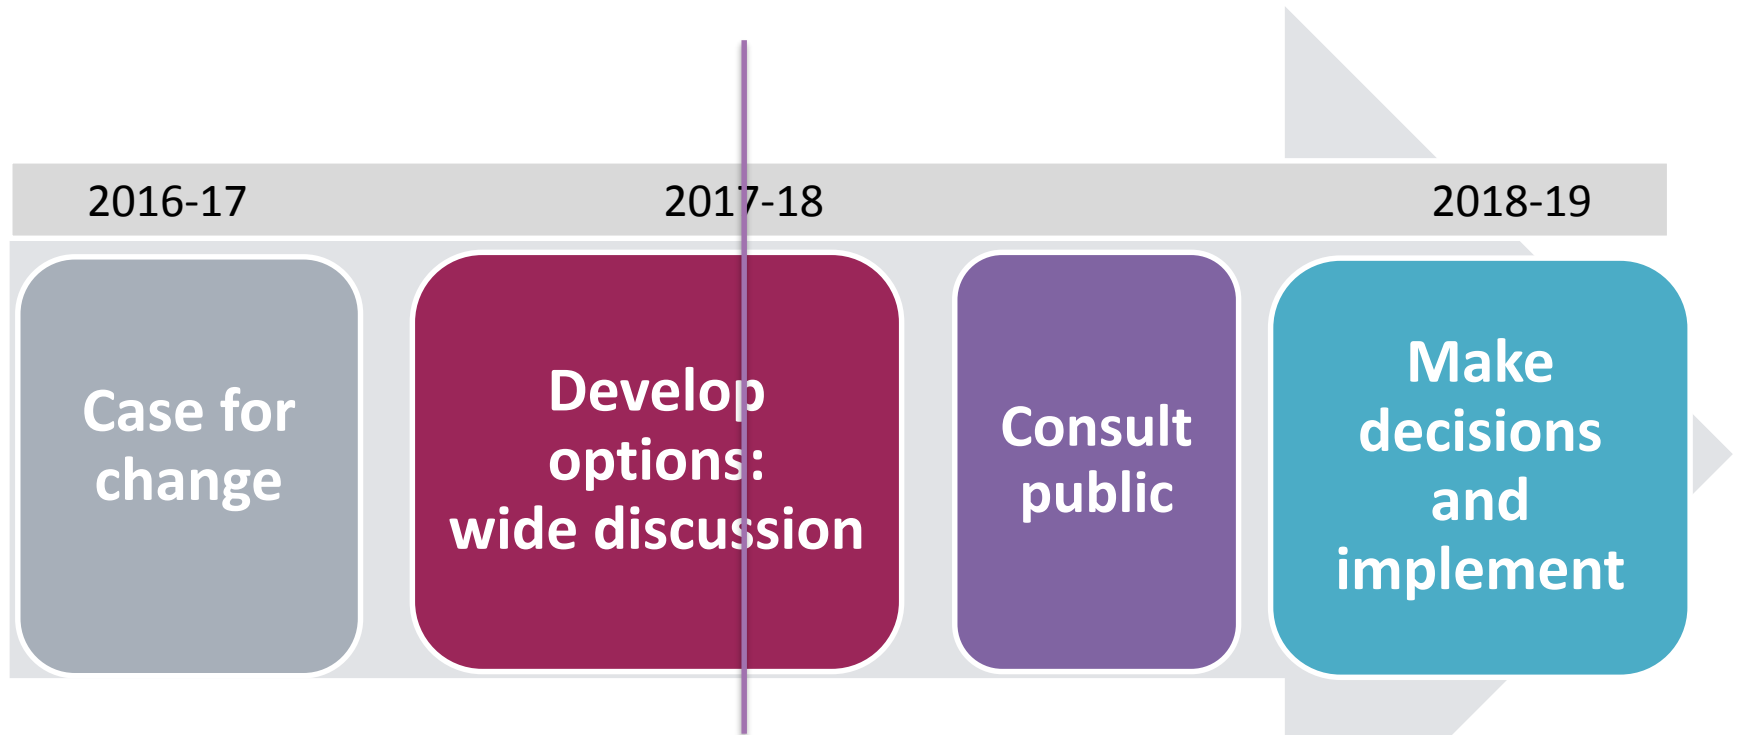 2016-17
2017-18
2018-19
Case for
change
Develop
options:
wide discussion
Consult
public
Make
decisions
and
implement